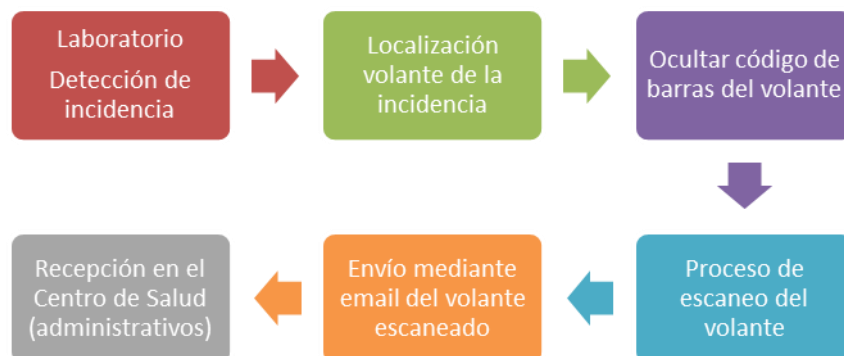 Laboratorio
Detección de
incidencia
Localización
volante de la
incidencia
Ocultar código de
barras del volante
Recepción en el
Centro de Salud
(administrativos)
Envío mediante
email del volante
escaneado
Proceso de
escaneo del
volante